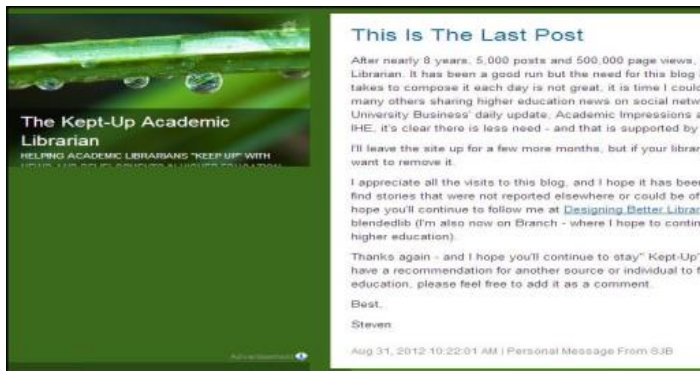 The Kept-Up Academic
Librarian
HELPING ACADEMIC LIBRARIANS "KEEP UP" WITH
NEWS AND DEVELOPMENTS IN HIGHER EDUCATION
Advertisement
This Is The Last Post
After nearly 8 years, 5,000 posts and 500,000 page views,
Librarian. It has been a good run but the need for this blog
takes to compose it each day is not great, it is time I could
many others sharing higher education news on social netw
University Business' daily update, Academic Impressions a
IHE, it's clear there is less need - and that is supported by
I'll leave the site up for a few more months, but if your librar
want to remove it.
I appreciate all the visits to this blog, and I hope it has bee
find stories that were not reported elsewhere or could be of
hope you'll continue to follow me at Designing Better Librar
blendedlib (I'm also now on Branch - where I hope to contin
higher education).
Thanks again - and I hope you'll continue to stay" Kept-Up"
have a recommendation for another source or individual to f
education, please feel free to add it as a comment.
Best,
Steven
Aug 31, 2012 10:22:01 AM | Personal Message From SJB